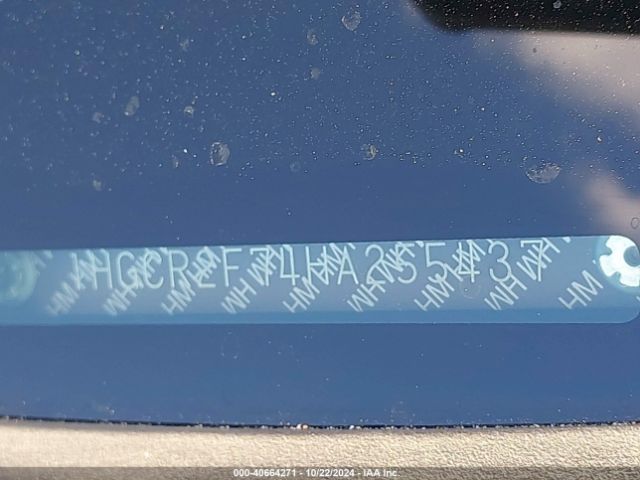 1HGCR2F74HA255437
000-40664271 - 10/22/2024 - IAA Inc.